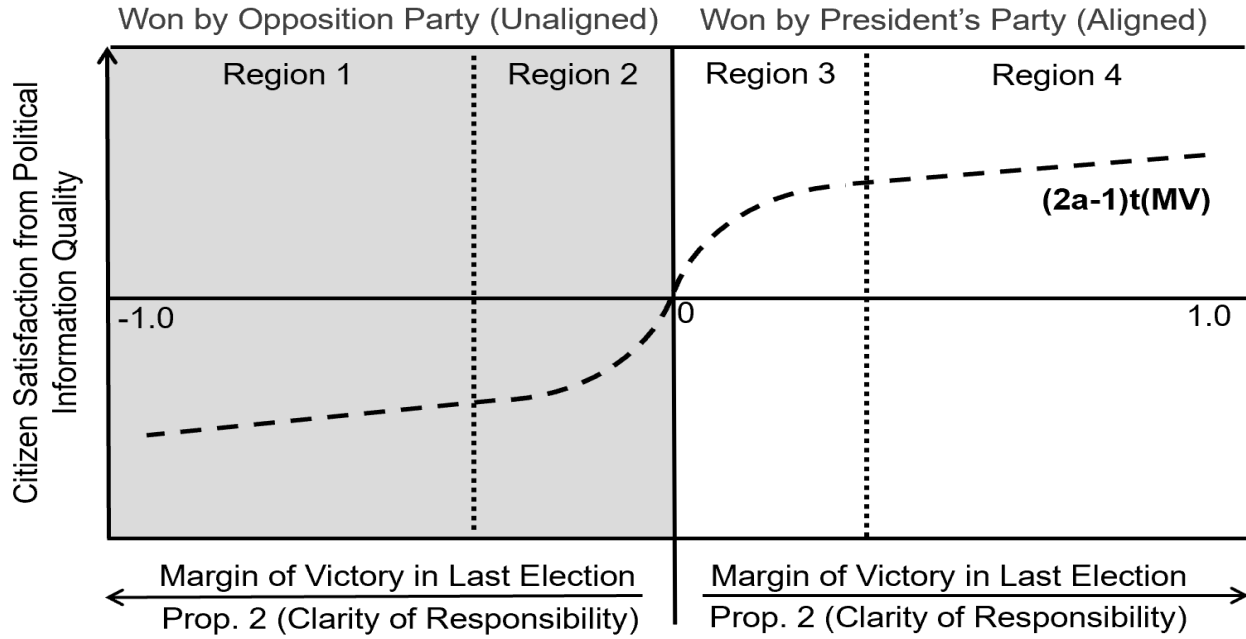 Won by Opposition Party (Unaligned)
Won by President's Party (Aligned)
Region 1
Region 2
Region 3
Region 4
Citizen Satisfaction from Political
Information Quality
(2a-1)t(MV)
-1.0
0
1.0
Margin of Victory in Last Election
Prop. 2 (Clarity of Responsibility)
Margin of Victory in Last Election
Prop. 2 (Clarity of Responsibility)